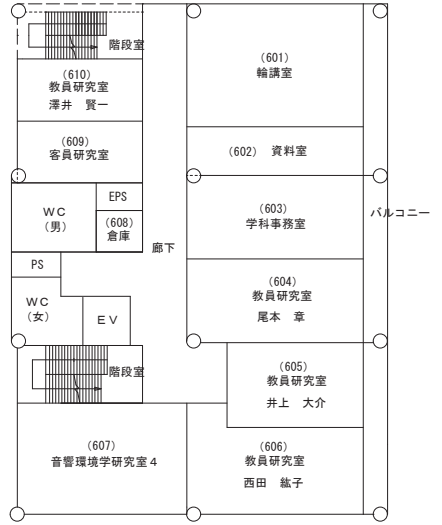 階段室
(610)
教員研究室
澤井　賢一
(609)
客員研究室
WC
(男)
EPS
(608)
倉庫
PS
WC
(女)
EV
階段室
廊下
(601)
輪講室
(602)　資料室
(603)
学科事務室
バルコニー
(604)
教員研究室
尾本　章
(605)
教員研究室
井上　大介
(606)
教員研究室
西田　紘子
(607)
音響環境学研究室４